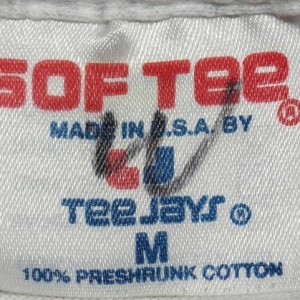 SOF TEE®
MADE IN U.S.A. BY
TEE JAYS®
M
100% PRESHRUNK COTTON